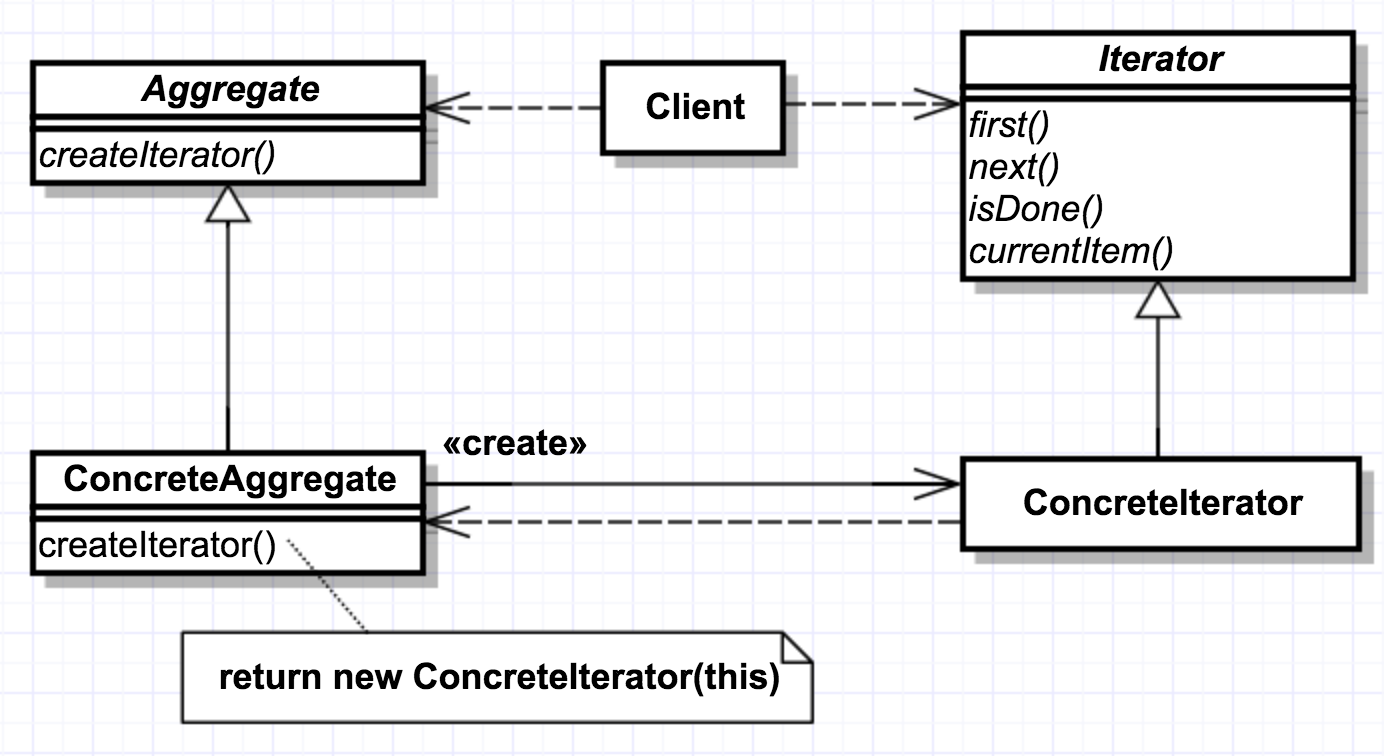 Aggregate
createIterator()
Client
Iterator
first()
next()
isDone()
currentItem()
«create»
ConcreteAggregate
createIterator()
ConcreteIterator
return new ConcreteIterator(this)